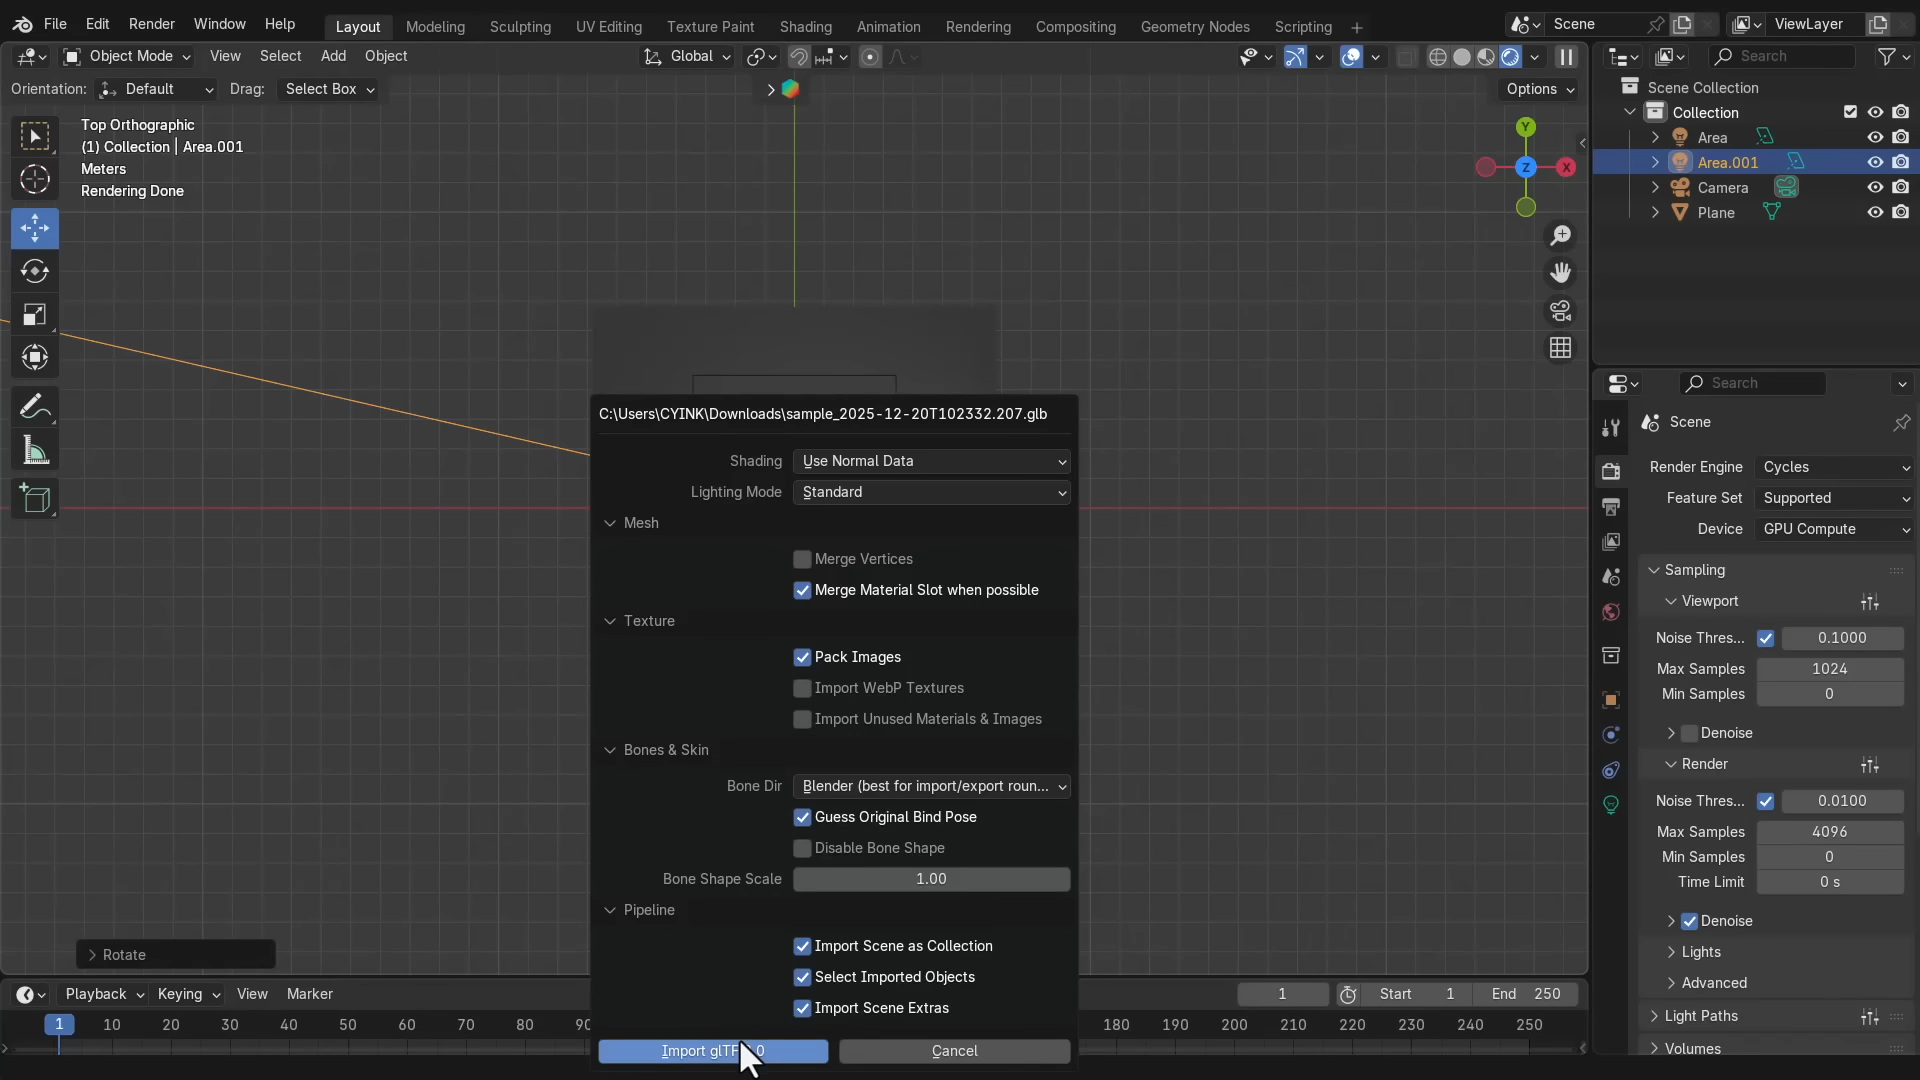 File Edit Render Window Help Layout Modeling Sculpting UV Editing Texture Paint Shading Animation Rendering Compositing Geometry Nodes Scripting + Scene ViewLayer
Object Mode View Select Add Object Global Search
Orientation: Default Drag: Select Box Options
Top Orthographic
(1) Collection | Area.001
Meters
Rendering Done
Y
Z
X
Scene Collection
Collection
Area
Area.001
Camera
Plane
C:\Users\CYINK\Downloads\sample_2025-12-20T102332.207.glb
Shading Use Normal Data
Lighting Mode Standard
Mesh
Merge Vertices
Merge Material Slot when possible
Texture
Pack Images
Import WebP Textures
Import Unused Materials & Images
Bones & Skin
Bone Dir Blender (best for import/export roun...
Guess Original Bind Pose
Disable Bone Shape
Bone Shape Scale 1.00
Pipeline
Import Scene as Collection
Select Imported Objects
Import Scene Extras
Cancel
Search
Scene
Render Engine Cycles
Feature Set Supported
Device GPU Compute
Sampling
Viewport
Noise Thres... 0.1000
Max Samples 1024
Min Samples 0
Denoise
Render
Noise Thres... 0.0100
Max Samples 4096
Min Samples 0
Time Limit 0 s
Denoise
Lights
Advanced
Light Paths
Volumes
Rotate
Playback Keying View Marker 1 Start 1 End 250
1 10 20 30 40 50 60 70 80 180 190 200 210 220 230 240 250